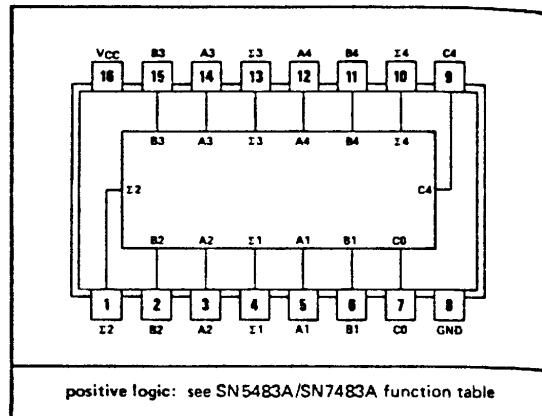 VCC B3 A3 Σ3 A4 B4 Σ4 C4
16 15 14 13 12 11 10 9
B3 A3 Σ3 A4 B4 Σ4
Σ2 C4
B2 A2 Σ1 A1 B1 C0
1 2 3 4 5 6 7 8
Σ2 B2 A2 Σ1 A1 B1 C0 GND
positive logic: see SN5483A/SN7483A function table